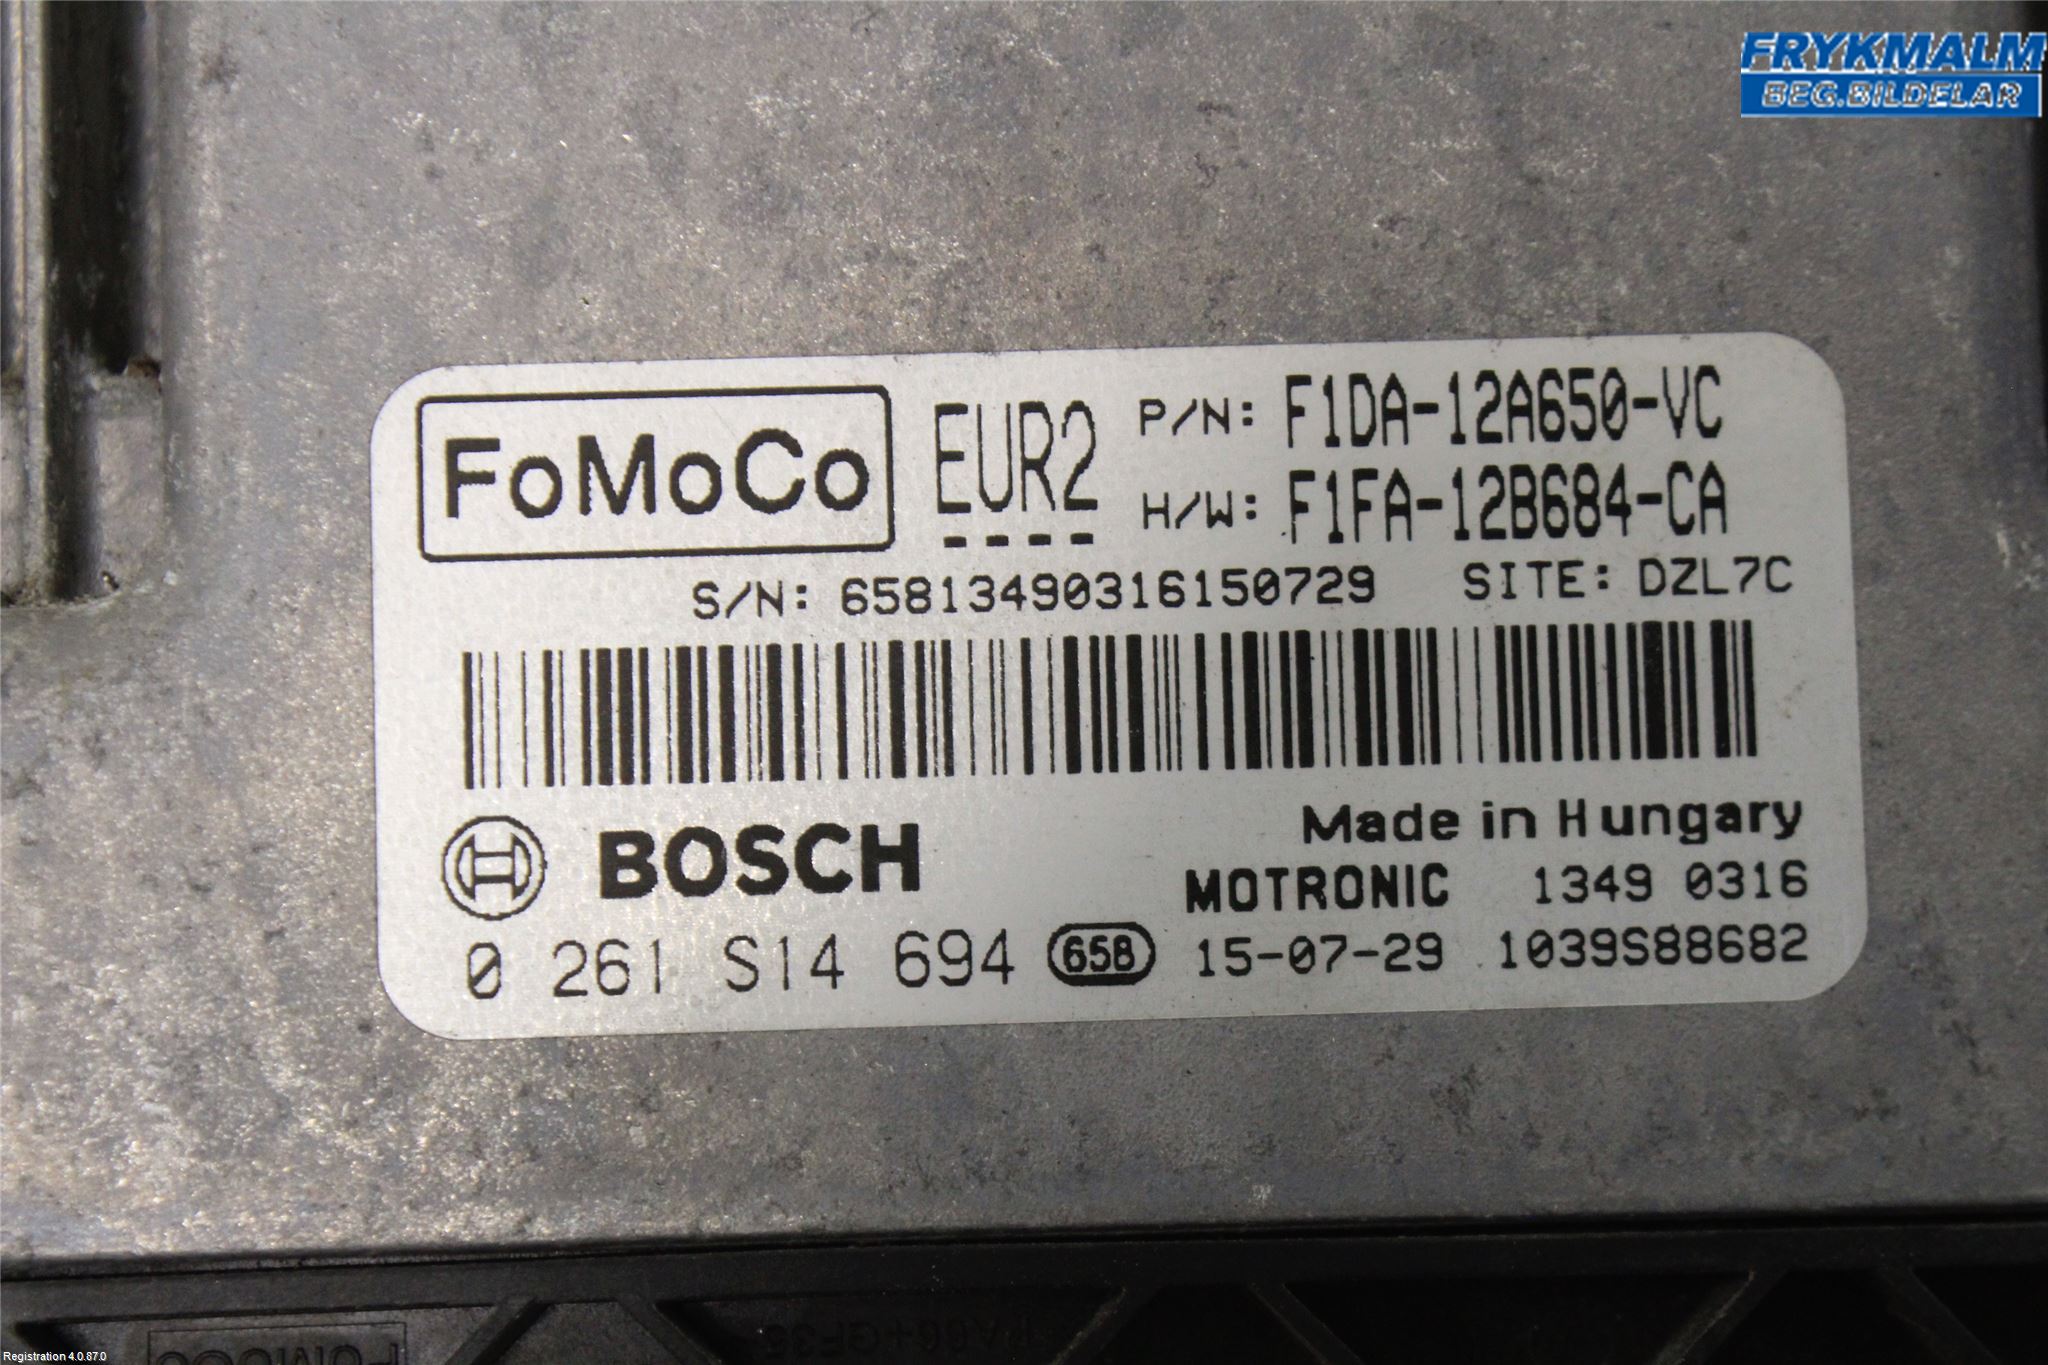 FRYKMALM
BEG.BILDELAR
FoMoCo EUR2 P/N: F1DA-12A650-VC
H/W: F1FA-12B684-CA
S/N: 65813490316150729 SITE: DZL7C
Made in Hungary
BOSCH MOTRONIC 1349 0316
0 261 S14 694 658 15-07-29 1039S88682
Registration 4.0.87.0